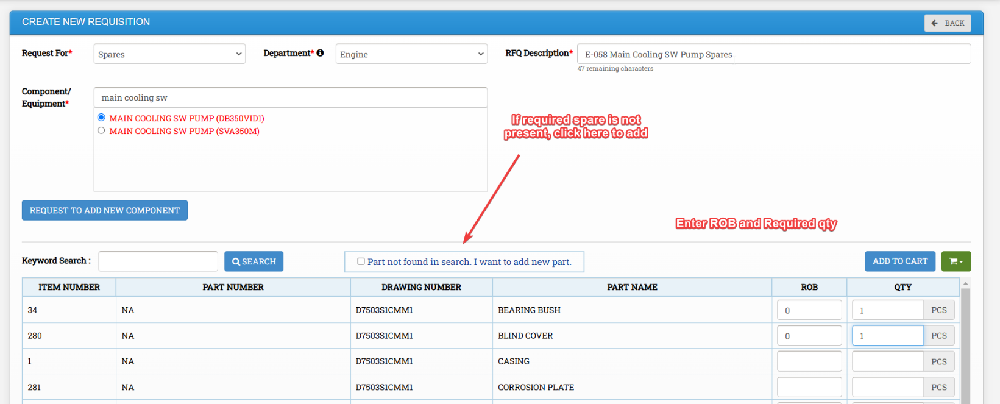 CREATE NEW REQUISITION
BACK
Request For*
Spares
Department*
Engine
RFQ Description*
E-058 Main Cooling SW Pump Spares
47 remaining characters
Component/
Equipment*
main cooling sw
MAIN COOLING SW PUMP (DB350VID1)
MAIN COOLING SW PUMP (SVA350M)
If required spare is not
present, click here to add
REQUEST TO ADD NEW COMPONENT
Enter ROB and Required qty
Keyword Search :
SEARCH
Part not found in search. I want to add new part.
ADD TO CART
ITEM NUMBER PART NUMBER DRAWING NUMBER PART NAME ROB QTY
34 NA D7503S1CMM1 BEARING BUSH 0 1 PCS
280 NA D7503S1CMM1 BLIND COVER 0 1 PCS
1 NA D7503S1CMM1 CASING PCS
281 NA D7503S1CMM1 CORROSION PLATE PCS